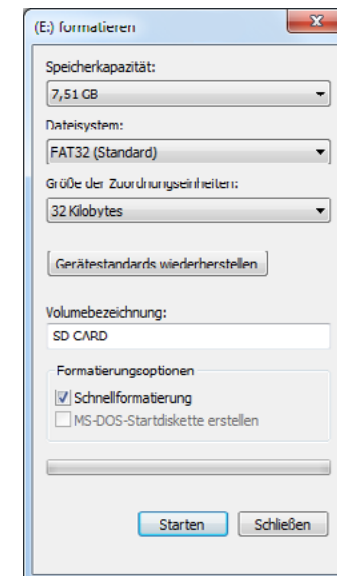 (E:) formatieren
Speicherkapazität:
7,51 GB
Dateisystem:
FAT32 (Standard)
Größe der Zuordnungseinheiten:
32 Kilobytes
Gerätestandards wiederherstellen
Volumebezeichnung:
SD CARD
Formatierungsoptionen
Schnellformatierung
MS-DOS-Startdiskette erstellen
Starten Schließen